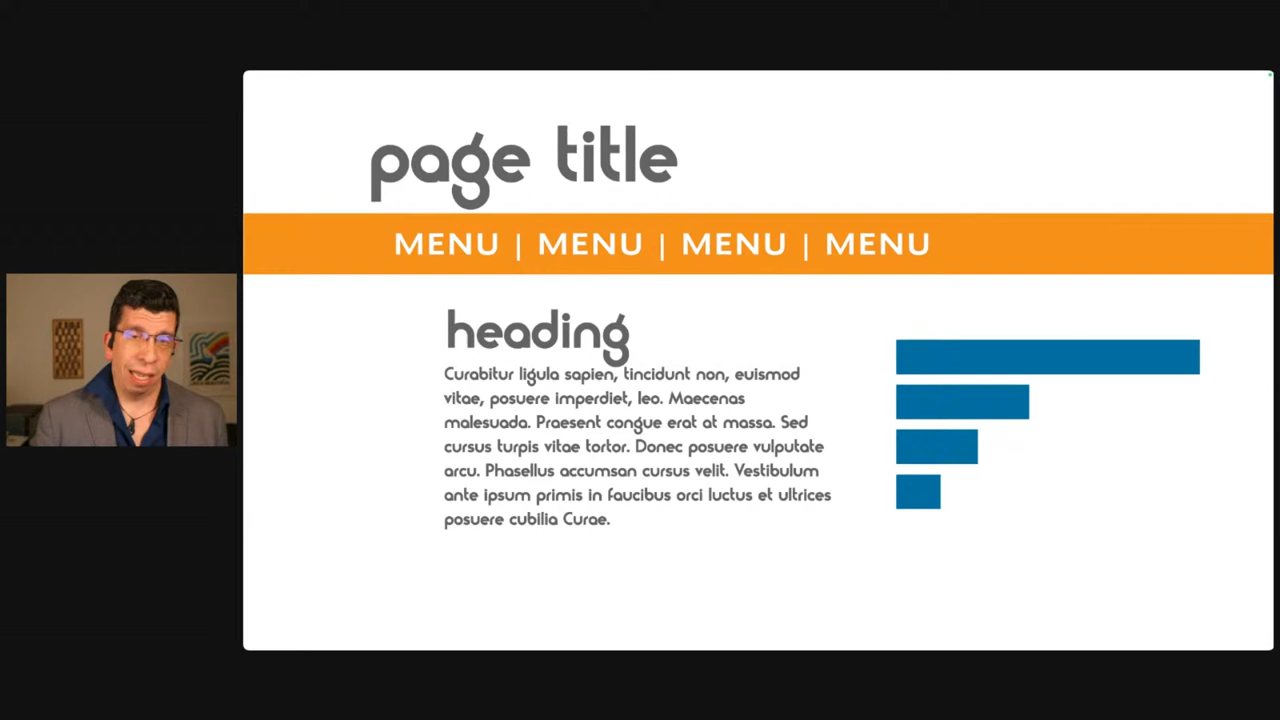 page title
MENU | MENU | MENU | MENU
heading
Curabitur ligula sapien, tincidunt non, euismod
vitae, posuere imperdiet, leo. Maecenas
malesuada. Praesent congue erat at massa. Sed
cursus turpis vitae tortor. Donec posuere vulputate
arcu. Phasellus accumsan cursus velit. Vestibulum
ante ipsum primis in faucibus orci luctus et ultrices
posuere cubilia Curae.